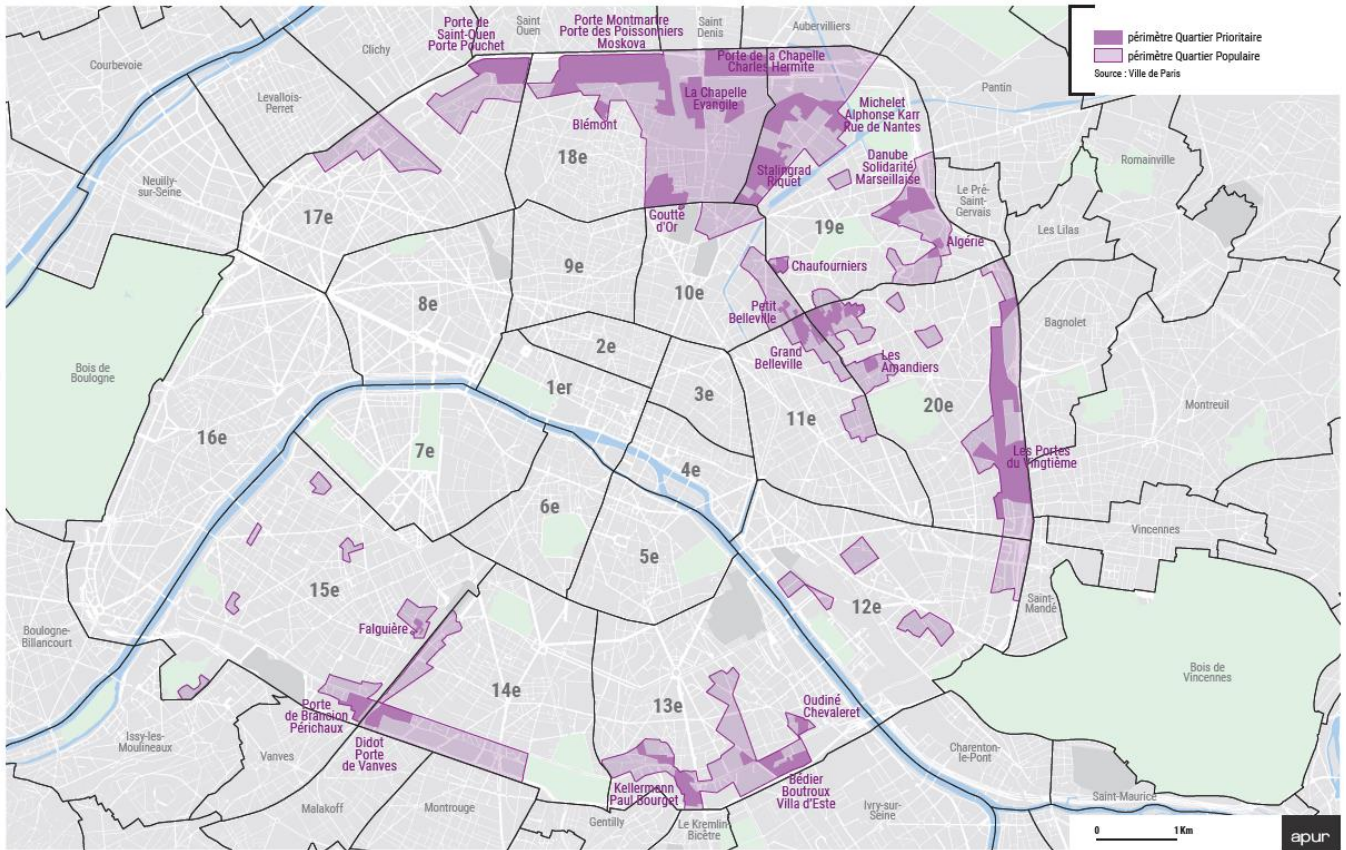 Porte de
Saint-Ouen
Porte Pouchet
Saint
Ouen
Porte Montmartre
Porte des Poissonniers
Moskova
Saint
Denis
Aubervilliers
périmètre Quartier Prioritaire
périmètre Quartier Populaire
Source : Ville de Paris
Clichy
Courbevoie
Porte de la Chapelle
Charles Hermite
Pantin
Levallois-
Perret
La Chapelle
Evangile
Michelet
Alphonse Karr
Rue de Nantes
Blémont
18e
Danube
Solidarité
Marseillaise
Romainville
Neuilly-
sur-Seine
Stalingrad
Riquet
Le Pré-
Saint-
Gervais
17e
Goutte
d'Or
19e
Les Lilas
Algérie
9e
Chaufourniers
10e
8e
Petit
Belleville
Bagnolet
2e
Grand
Belleville
Les
Amandiers
Bois de
Boulogne
1er
3e
20e
Montreuil
11e
16e
7e
Les Portes
du Vingtième
4e
6e
Vincennes
5e
15e
12e
Saint-
Mandé
Falguière
Boulogne-
Billancourt
Bois de
Vincennes
14e
13e
Porte
de Brancion
Périchaux
Oudiné
Chevaleret
Issy-les-
Moulineaux
Didot
Porte
de Vanves
Vanves
Charenton-
le-Pont
Kellermann
Paul Bourget
Bédier
Boutroux
Villa d'Este
Saint-Maurice
Malakoff
Montrouge
Gentilly
Le Kremlin-
Bicêtre
Ivry-sur-
Seine
0 1 Km
apur